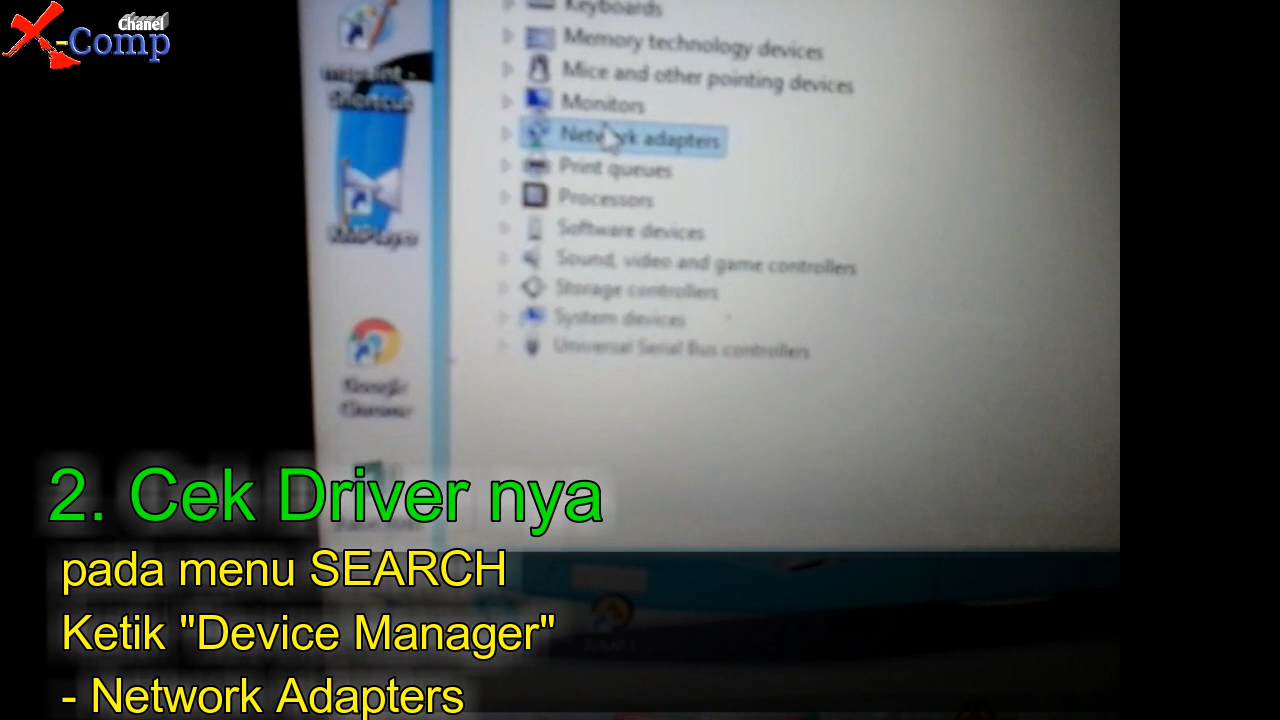 Chanel
X-Comp
Keyboards
Memory technology devices
Mice and other pointing devices
Monitors
Network adapters
Print queues
Processors
Software devices
Sound, video and game controllers
Storage controllers
System devices
Universal Serial Bus controllers
Shortcut
KMPlayer
Google
Chrome
2. Cek Driver nya
pada menu SEARCH
Ketik "Device Manager"
- Network Adapters